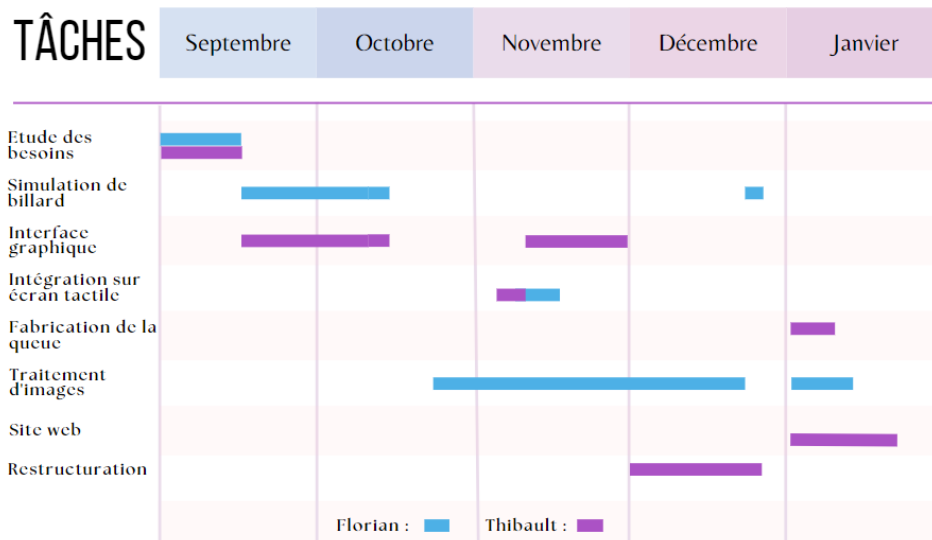 TÂCHES
Septembre
Octobre
Novembre
Décembre
Janvier
Etude des
besoins
Simulation de
billard
Interface
graphique
Intégration sur
écran tactile
Fabrication de la
queue
Traitement
d'images
Site web
Restructuration
Florian :
Thibault :